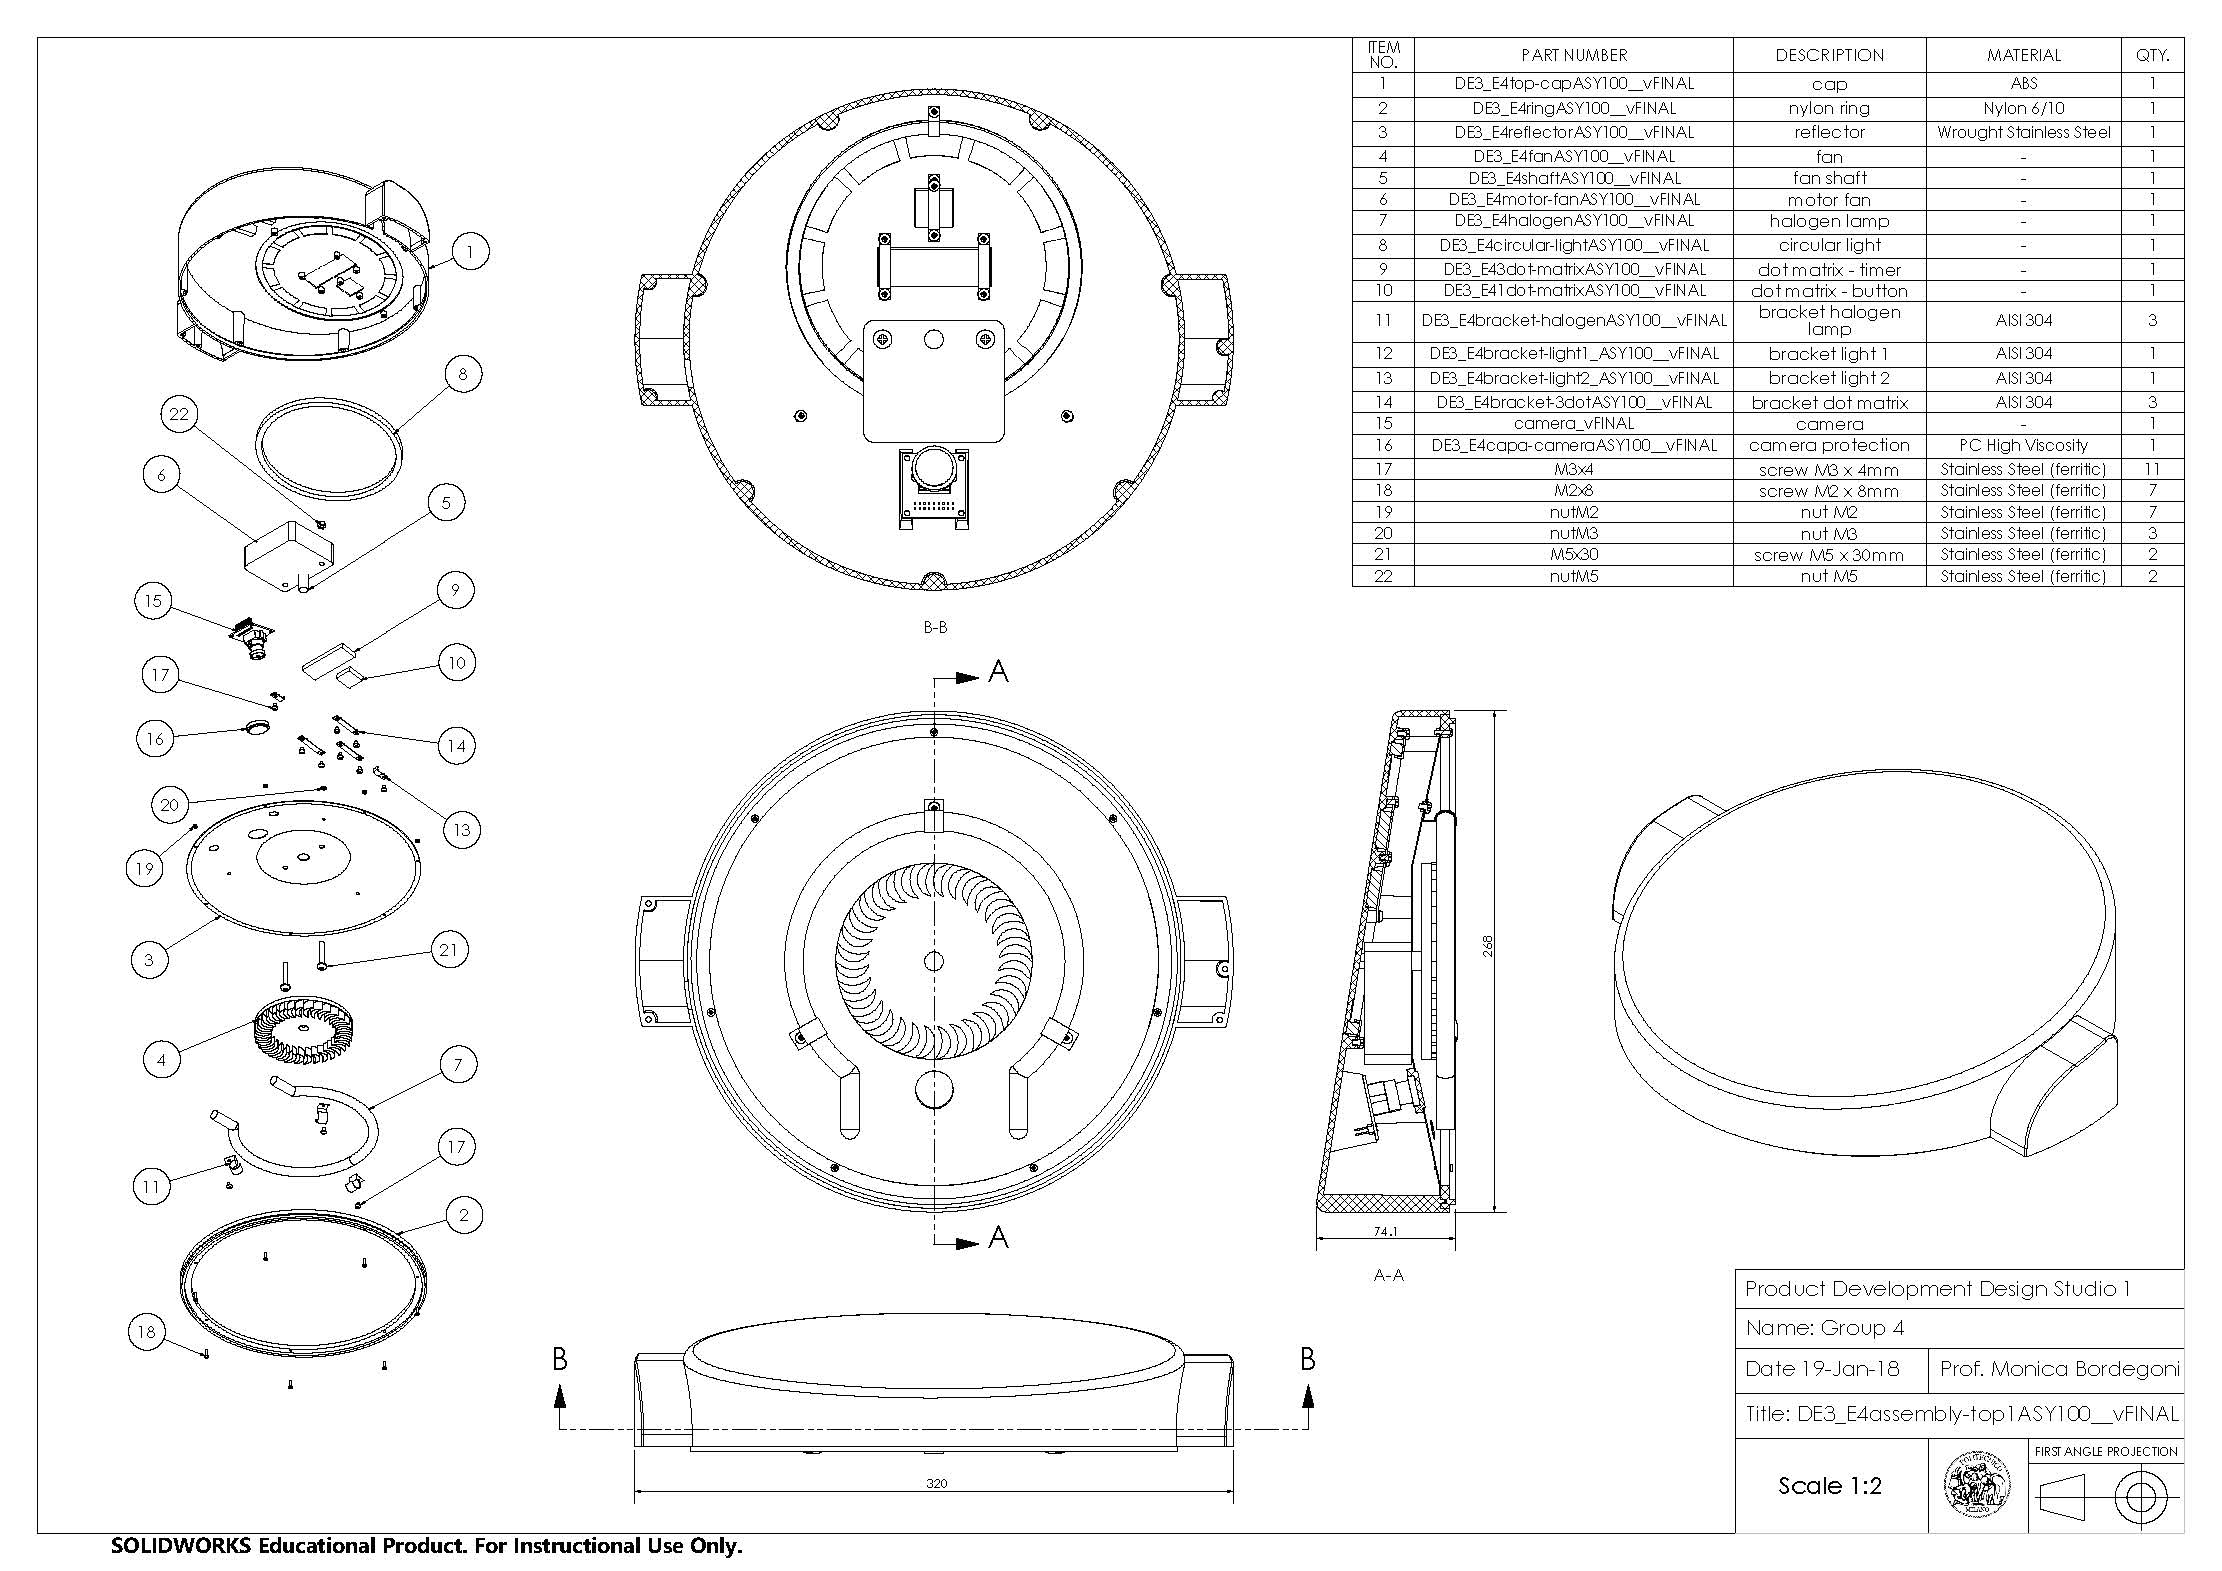 ITEM NO. PART NUMBER DESCRIPTION MATERIAL QTY.
1 DE3_E4top-capASY100__vFINAL cap ABS 1
2 DE3_E4ringASY100__vFINAL nylon ring Nylon 6/10 1
3 DE3_E4reflectorASY100__vFINAL reflector Wrought Stainless Steel 1
4 DE3_E4fanASY100__vFINAL fan - 1
5 DE3_E4shaftASY100__vFINAL fan shaft - 1
6 DE3_E4motor-fanASY100__vFINAL motor fan - 1
7 DE3_E4halogenASY100__vFINAL halogen lamp - 1
8 DE3_E4circular-lightASY100__vFINAL circular light - 1
9 DE3_E43dot-matrixASY100__vFINAL dot matrix - timer - 1
10 DE3_E41dot-matrixASY100__vFINAL dot matrix - button - 1
11 DE3_E4bracket-halogenASY100__vFINAL bracket halogen lamp AISI 304 3
12 DE3_E4bracket-light1_ASY100__vFINAL bracket light 1 AISI 304 1
13 DE3_E4bracket-light2_ASY100__vFINAL bracket light 2 AISI 304 1
14 DE3_E4bracket-3dotASY100__vFINAL bracket dot matrix AISI 304 3
15 camera_vFINAL camera - 1
16 DE3_E4capa-cameraASY100__vFINAL camera protection PC High Viscosity 1
17 M3x4 screw M3 x 4mm Stainless Steel (ferritic) 11
18 M2x8 screw M2 x 8mm Stainless Steel (ferritic) 7
19 nutM2 nut M2 Stainless Steel (ferritic) 7
20 nutM3 nut M3 Stainless Steel (ferritic) 3
21 M5x30 screw M5 x 30mm Stainless Steel (ferritic) 2
22 nutM5 nut M5 Stainless Steel (ferritic) 2
1
8
22
6
5
15
9
10
17
16
14
20
13
19
3
21
4
7
11
17
2
18
B-B
A
A
268
74.1
A-A
B
B
320
Product Development Design Studio 1
Name: Group 4
Date 19-Jan-18 Prof. Monica Bordegoni
Title: DE3_E4assembly-top1ASY100__vFINAL
Scale 1:2
FIRST ANGLE PROJECTION
POLITECNICO
MILANO
SOLIDWORKS Educational Product. For Instructional Use Only.